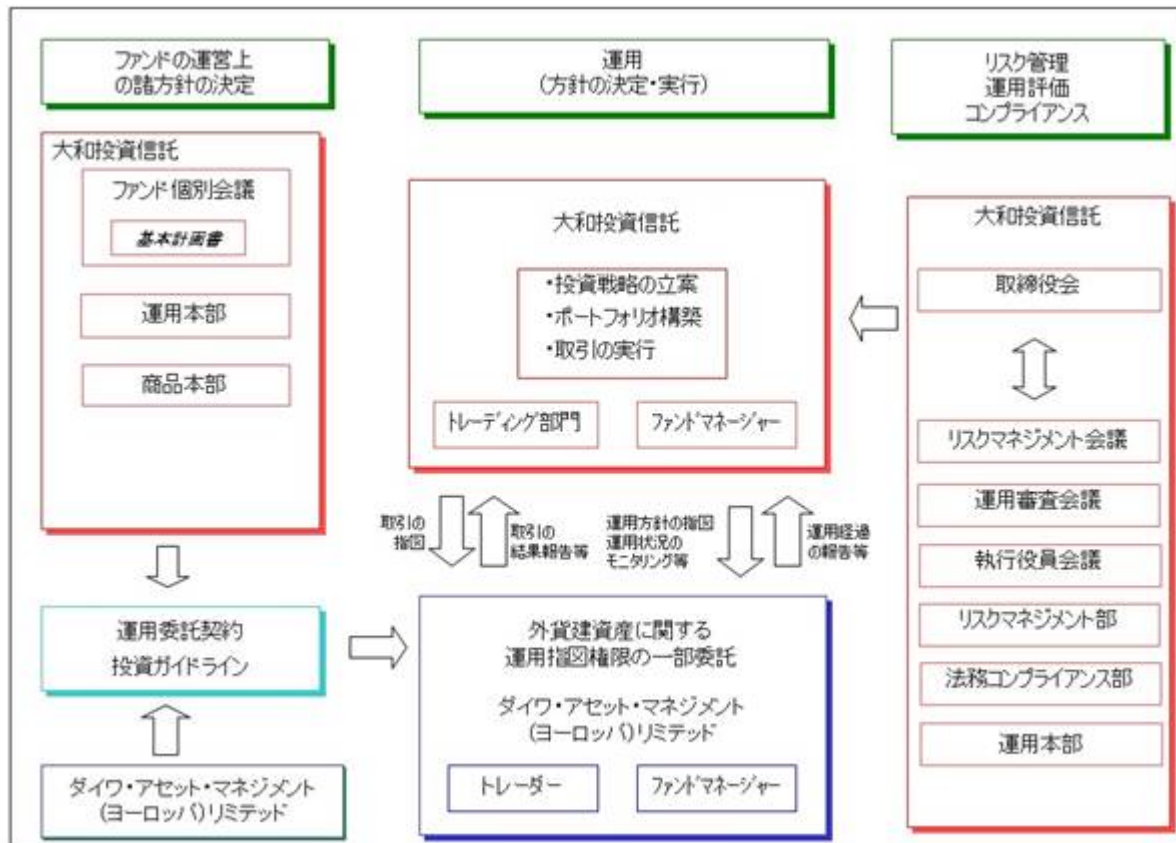 ファンドの運営上
の諸方針の決定
大和投資信託
ファンド個別会議
基本計画書
運用本部
商品本部
運用委託契約
投資ガイドライン
ダイワ・アセット・マネジメント
(ヨーロッパ)リミテッド
運用
(方針の決定・実行)
大和投資信託
・投資戦略の立案
・ポートフォリオ構築
・取引の実行
トレーディング部門
ファンドマネージャー
取引の
指図
取引の
結果報告等
運用方針の指図
運用状況の
モニタリング等
運用経過
の報告等
外貨建資産に関する
運用指図権限の一部委託
ダイワ・アセット・マネジメント
(ヨーロッパ)リミテッド
トレーダー
ファンドマネージャー
リスク管理
運用評価
コンプライアンス
大和投資信託
取締役会
リスクマネジメント会議
運用審査会議
執行役員会議
リスクマネジメント部
法務コンプライアンス部
運用本部